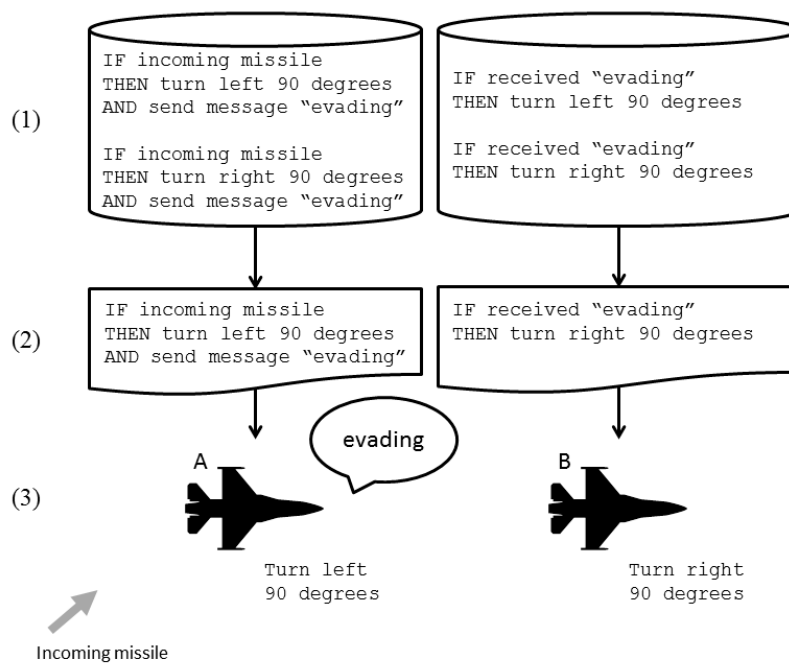 (1)
IF incoming missile
THEN turn left 90 degrees
AND send message “evading”
IF incoming missile
THEN turn right 90 degrees
AND send message “evading”
IF received “evading”
THEN turn left 90 degrees
IF received “evading”
THEN turn right 90 degrees
(2)
IF incoming missile
THEN turn left 90 degrees
AND send message “evading”
IF received “evading”
THEN turn right 90 degrees
(3)
A
evading
B
Turn left
90 degrees
Turn right
90 degrees
Incoming missile